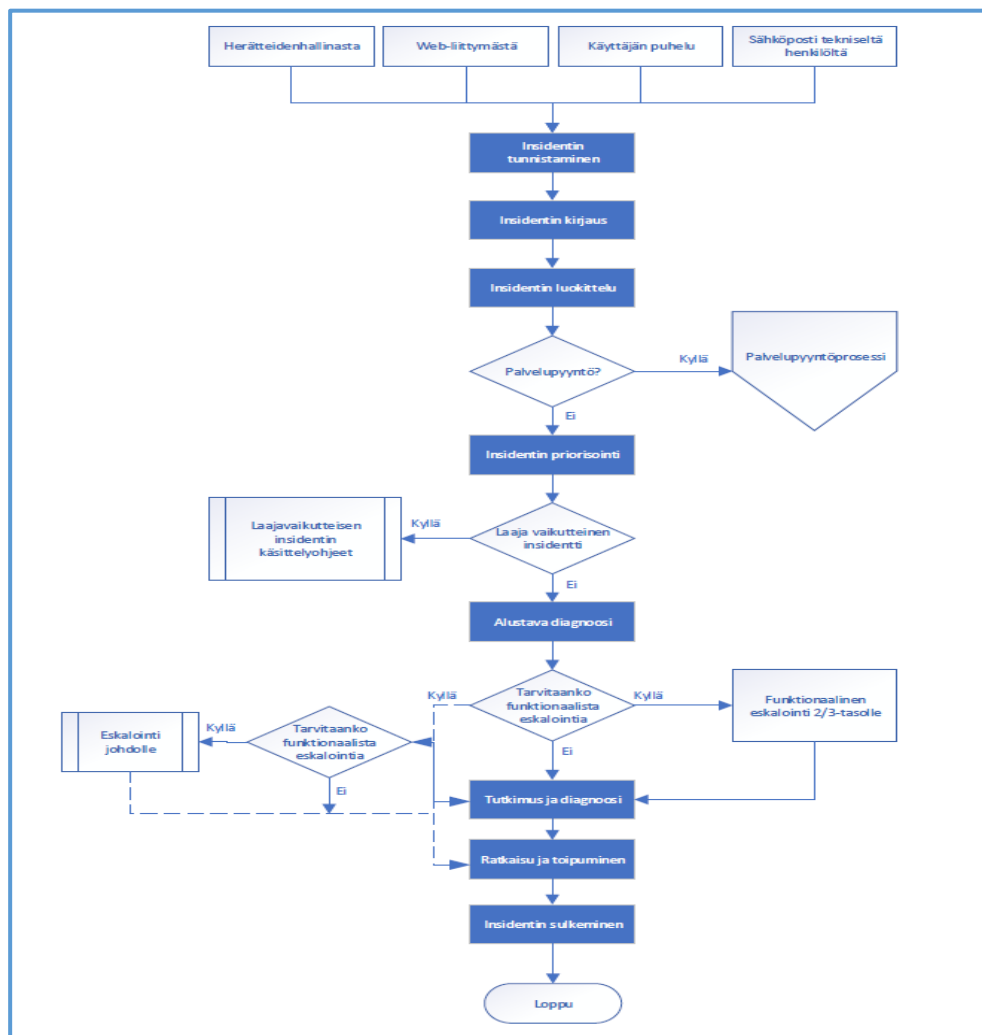 Herätteidenhallinasta
Web-liittymästä
Käyttäjän puhelu
Sähköposti tekniseltä
henkilöltä
Insidentin
tunnistaminen
Insidentin kirjaus
Insidentin luokittelu
Palvelupyyntö?
Kyllä
Palvelupyyntöprosessi
Ei
Insidentin priorisointi
Laajavaikutteisen
insidentin
käsittelyohjeet
Kyllä
Laaja vaikutteinen
insidentti
Ei
Alustava diagnoosi
Kyllä
Tarvitaanko
funktionaalista
eskalointia
Kyllä
Funktionaalinen
eskalointi 2/3-tasolle
Eskalointi
johdolle
Kyllä
Tarvitaanko
funktionaalista
eskalointia
Ei
Ei
Tutkimus ja diagnoosi
Ratkaisu ja toipuminen
Insidentin sulkeminen
Loppu